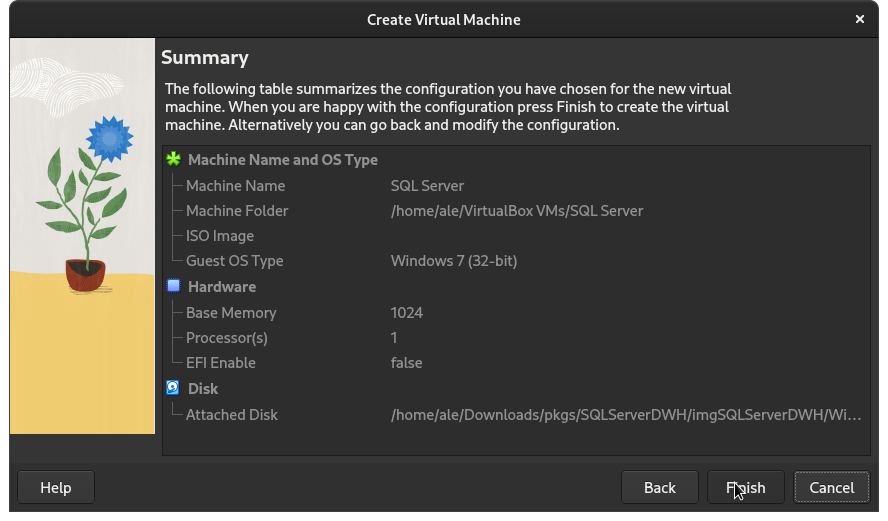 Create Virtual Machine
Summary
The following table summarizes the configuration you have chosen for the new virtual
machine. When you are happy with the configuration press Finish to create the virtual
machine. Alternatively you can go back and modify the configuration.
Machine Name and OS Type
Machine Name SQL Server
Machine Folder /home/ale/VirtualBox VMs/SQL Server
ISO Image
Guest OS Type Windows 7 (32-bit)
Hardware
Base Memory 1024
Processor(s) 1
EFI Enable false
Disk
Attached Disk /home/ale/Downloads/pkgs/SQLServerDWH/imgSQLServerDWH/Wi...
Help Back Finish Cancel